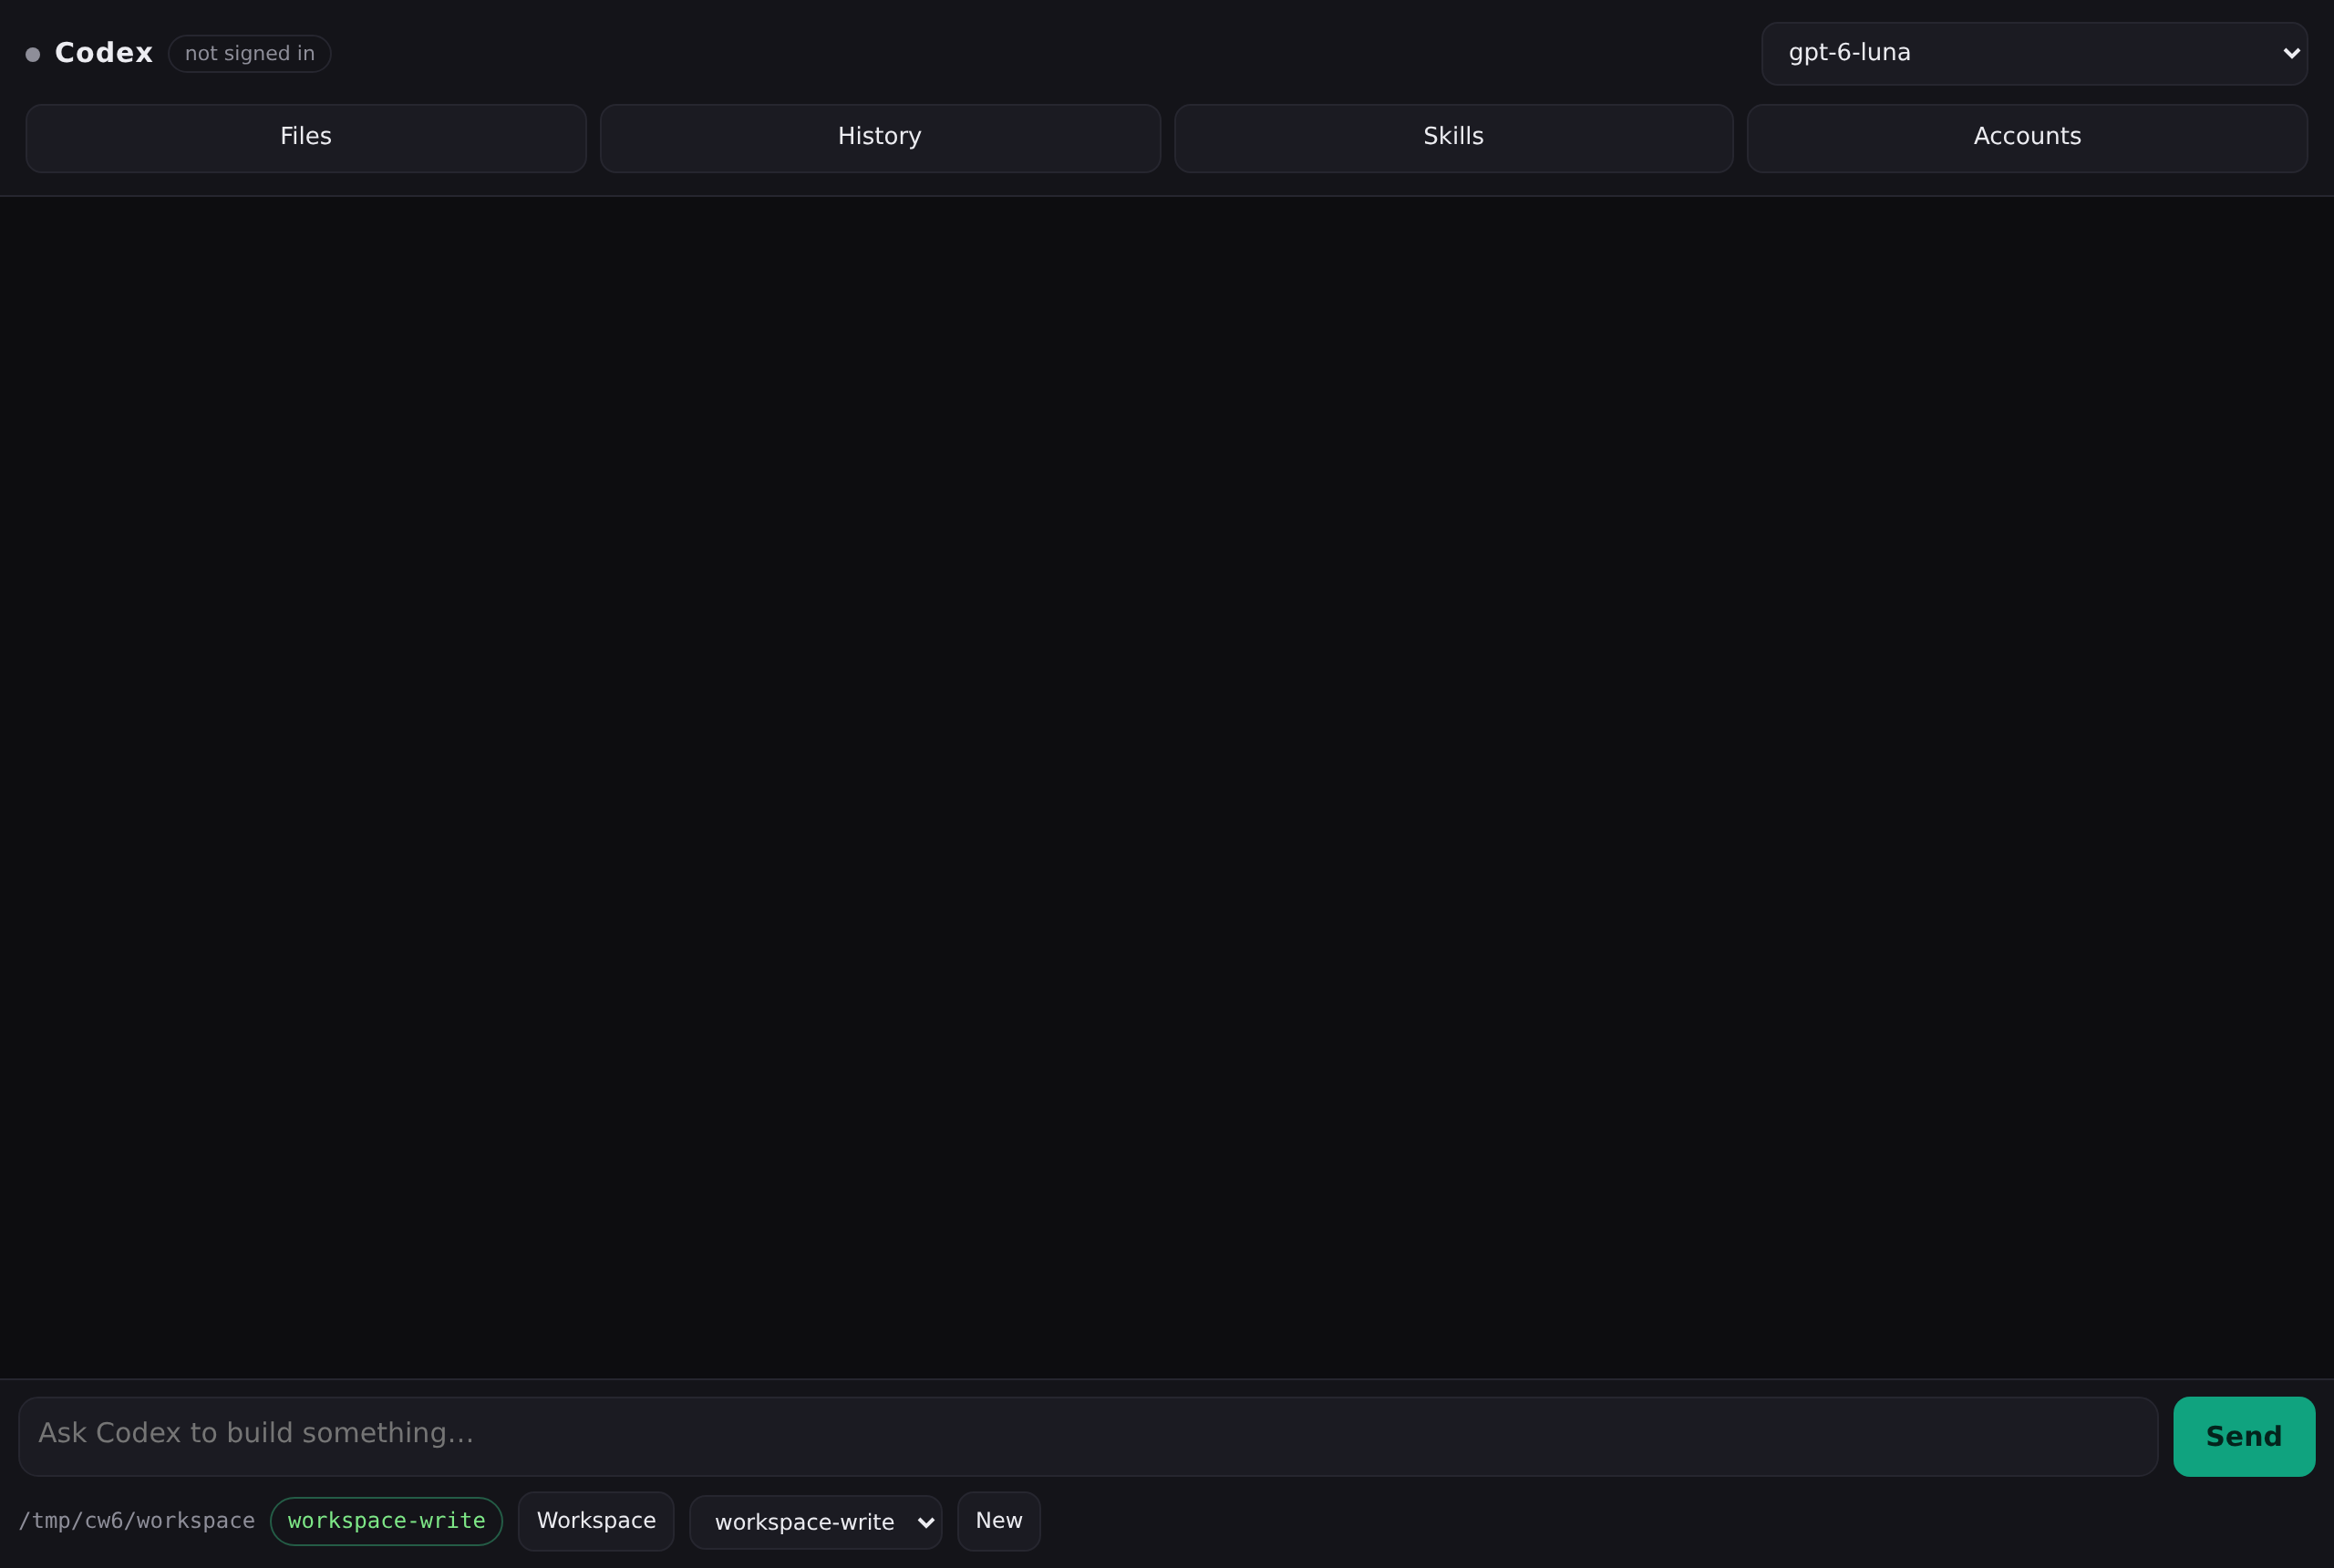 Codex not signed in gpt-6-luna
Files History Skills Accounts
Ask Codex to build something...
Send
/tmp/cw6/workspace workspace-write Workspace workspace-write New